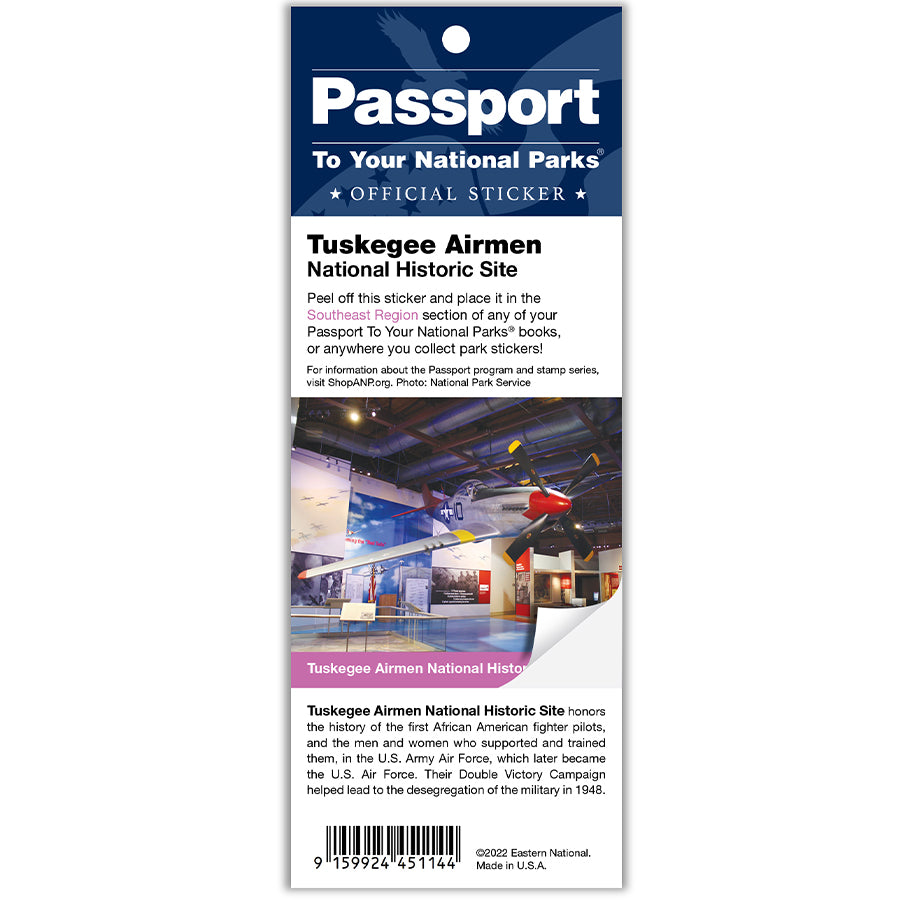 Passport
To Your National Parks®
★ OFFICIAL STICKER ★
Tuskegee Airmen
National Historic Site
Peel off this sticker and place it in the
Southeast Region section of any of your
Passport To Your National Parks® books,
or anywhere you collect park stickers!
For information about the Passport program and stamp series,
visit ShopANP.org. Photo: National Park Service
10
Tuskegee Airmen National Histor
Tuskegee Airmen National Historic Site honors
the history of the first African American fighter pilots,
and the men and women who supported and trained
them, in the U.S. Army Air Force, which later became
the U.S. Air Force. Their Double Victory Campaign
helped lead to the desegregation of the military in 1948.
9 159924 451144
©2022 Eastern National.
Made in U.S.A.